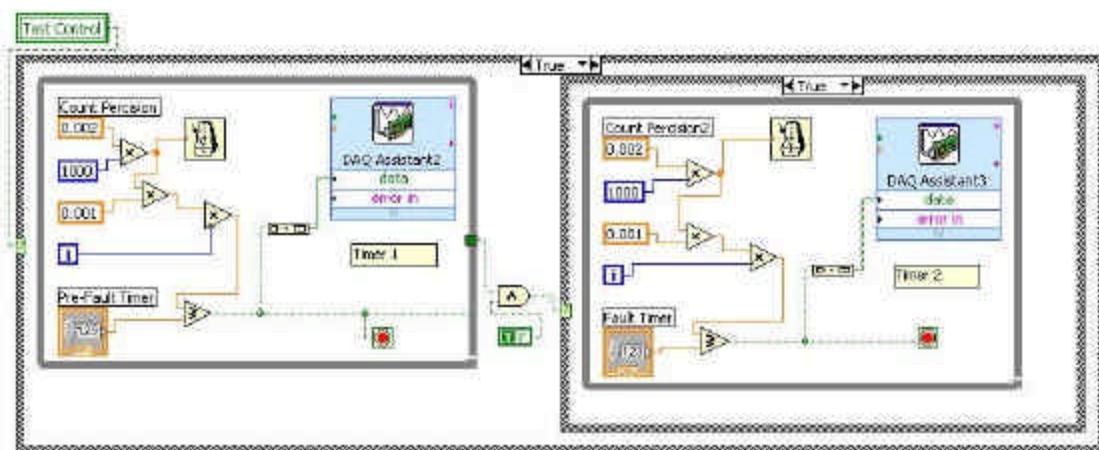 Test Control
True
True
Count Percision
0.002
1000
0.001
i
Pre-Fault Timer
DAQ Assistant2
data
error in
Timer 1
Count Percision2
0.002
1000
0.001
i
Fault Timer
DAQ Assistant3
data
error in
Timer 2